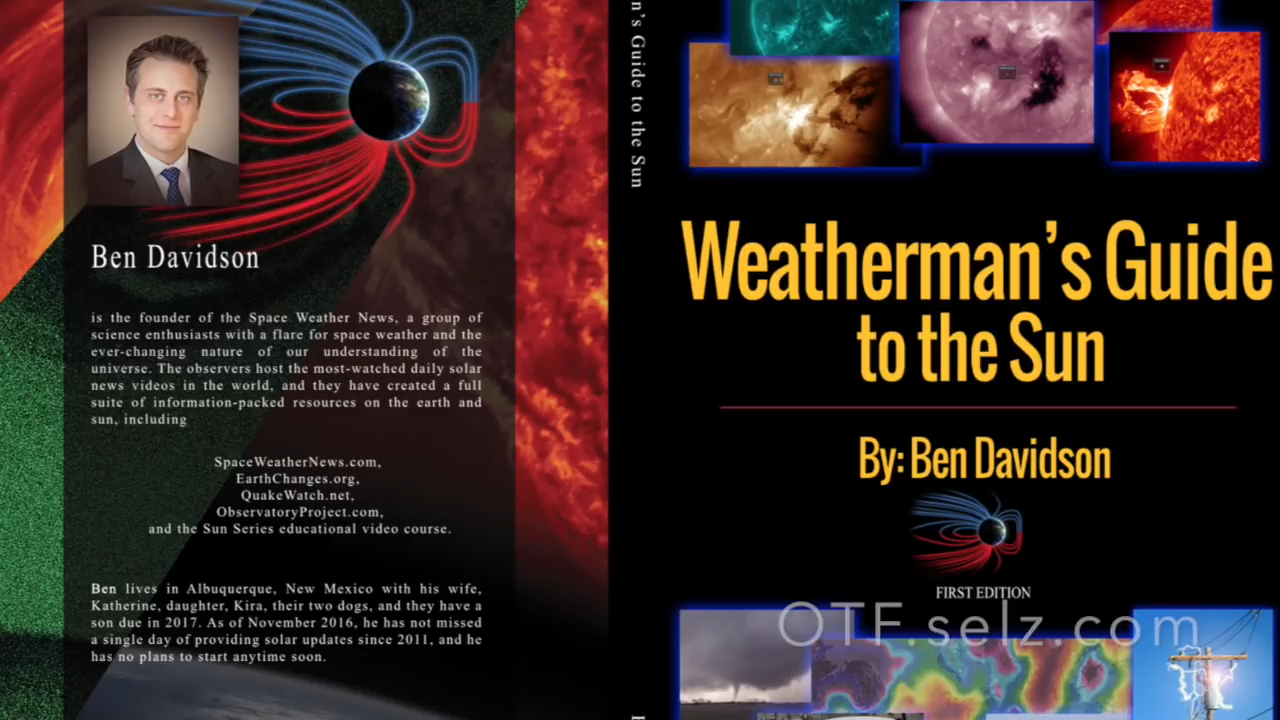 Ben Davidson
is the founder of the Space Weather News, a group of
science enthusiasts with a flare for space weather and the
ever-changing nature of our understanding of the
universe. The observers host the most-watched daily solar
news videos in the world, and they have created a full
suite of information-packed resources on the earth and
sun, including
SpaceWeatherNews.com,
EarthChanges.org,
QuakeWatch.net,
ObservatoryProject.com,
and the Sun Series educational video course.
Ben lives in Albuquerque, New Mexico with his wife,
Katherine, daughter, Kira, their two dogs, and they have a
son due in 2017. As of November 2016, he has not missed
a single day of providing solar updates since 2011, and he
has no plans to start anytime soon.
n's Guide to the Sun
Weatherman's Guide
to the Sun
By: Ben Davidson
FIRST EDITION
OTF.selz.com